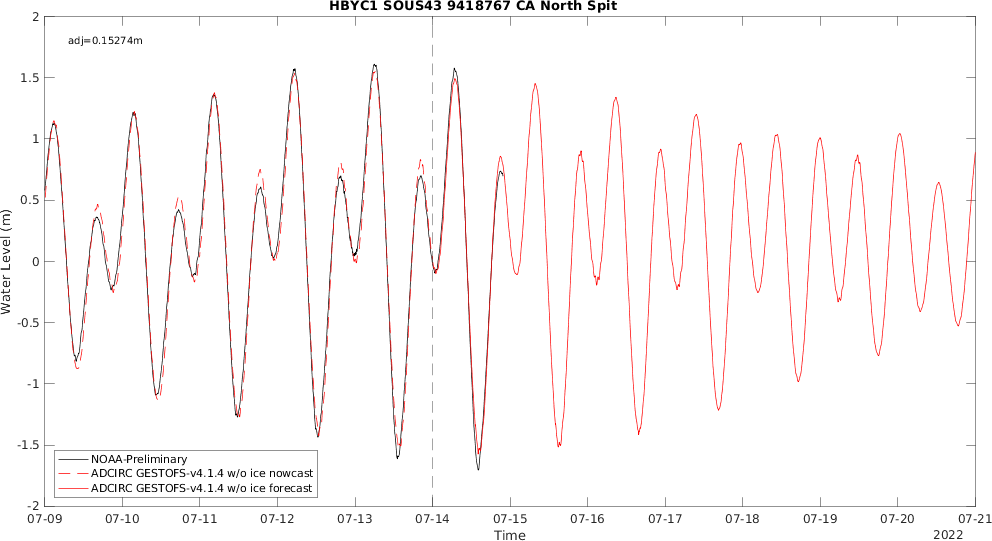 HBYC1 SOUS43 9418767 CA North Spit
adj=0.15274m
2
1.5
1
0.5
0
-0.5
-1
-1.5
-2
Water Level (m)
NOAA-Preliminary
ADCIRC GESTOFS-v4.1.4 w/o ice nowcast
ADCIRC GESTOFS-v4.1.4 w/o ice forecast
07-09 07-10 07-11 07-12 07-13 07-14 07-15 07-16 07-17 07-18 07-19 07-20 07-21
Time
2022